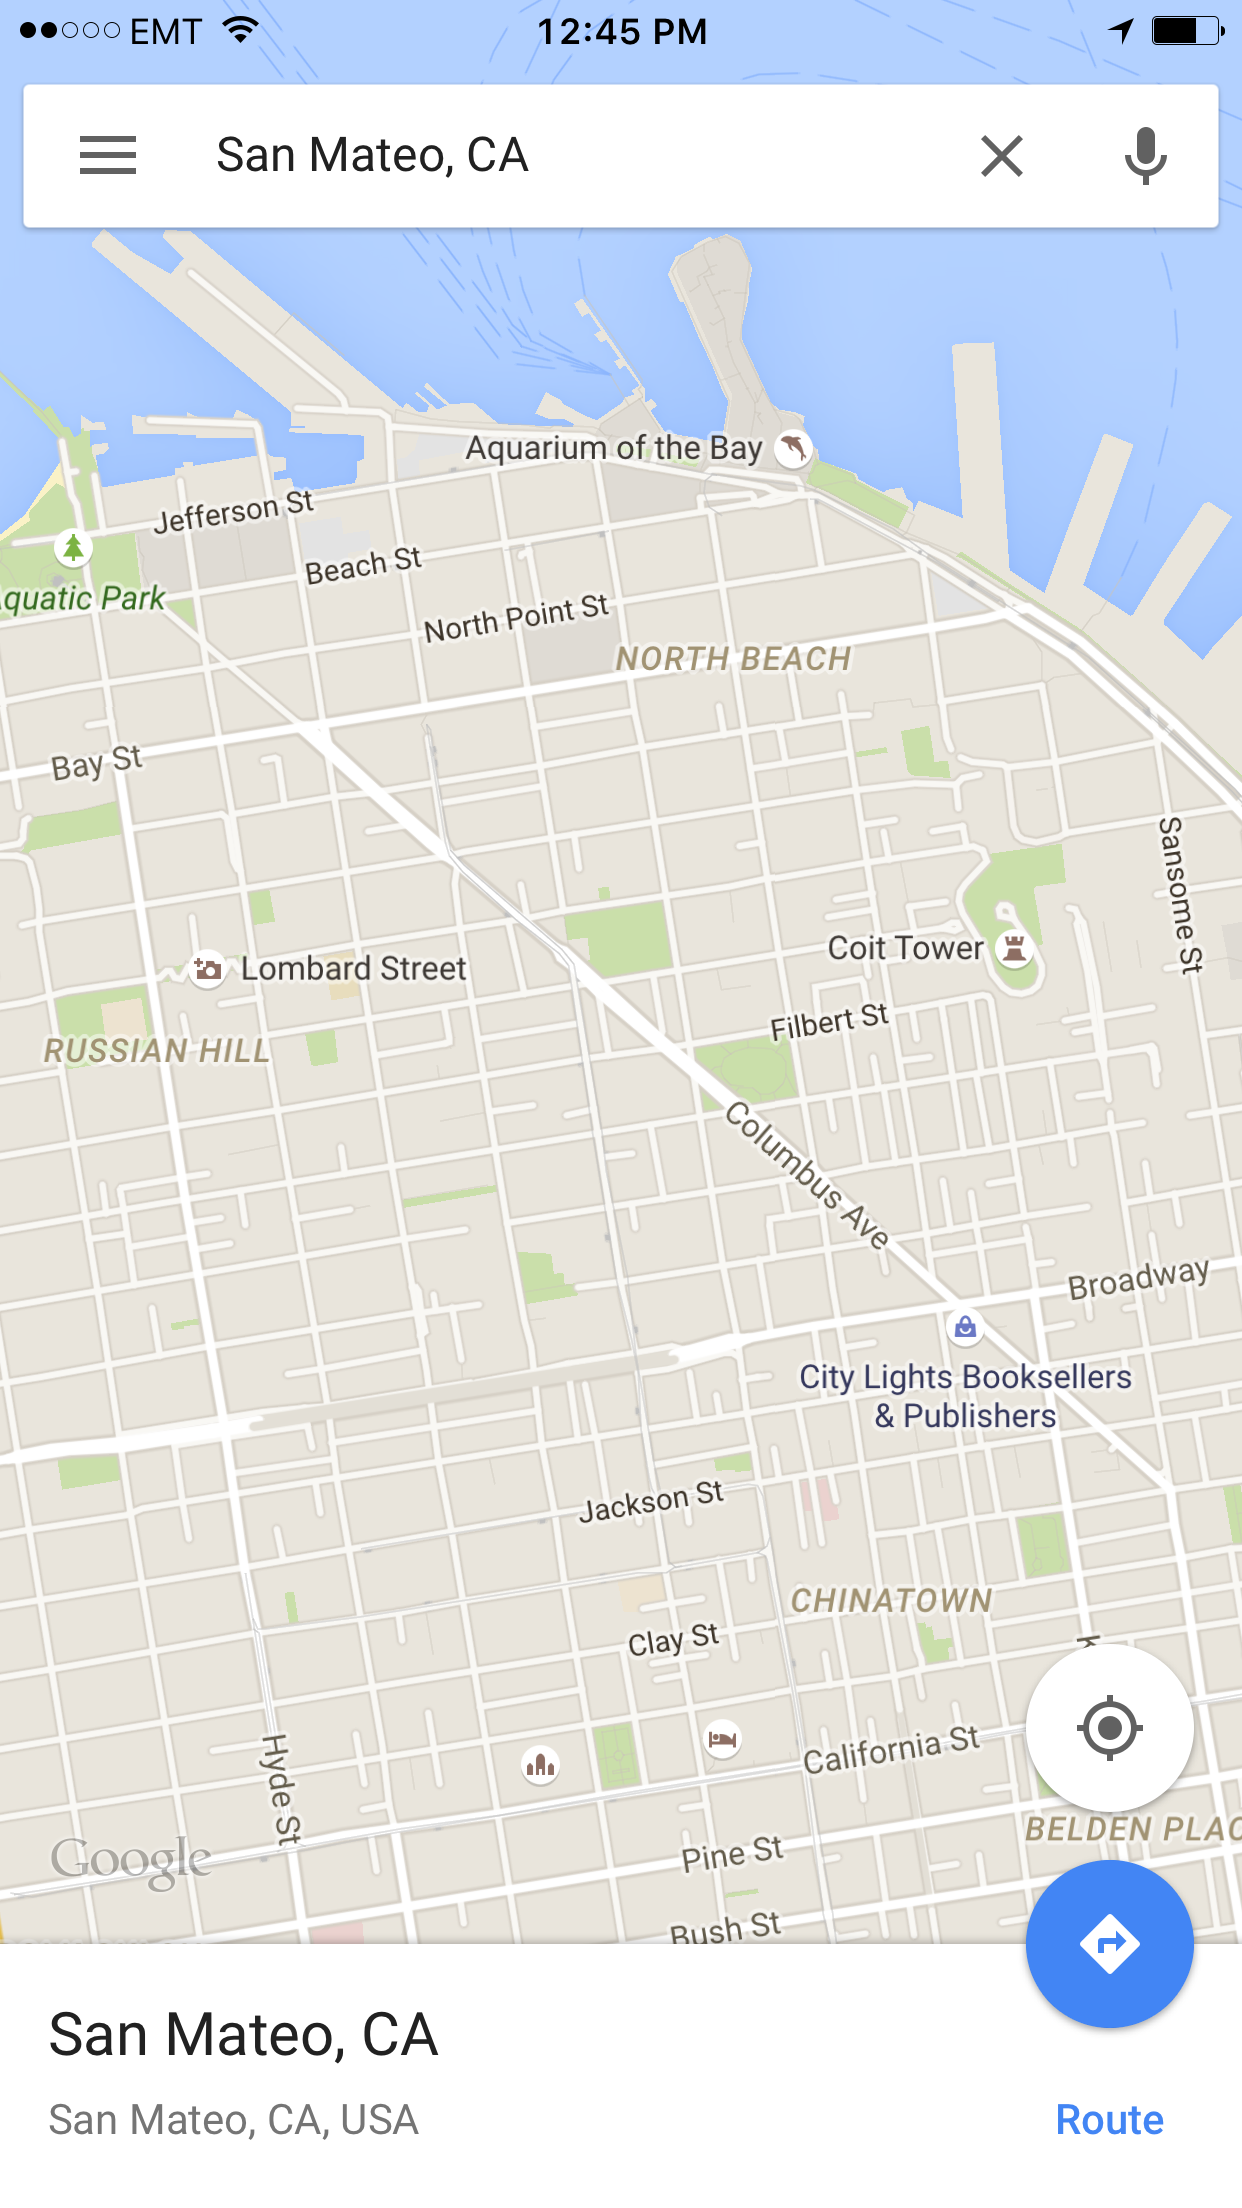 EMT 12:45 PM
San Mateo, CA
Aquarium of the Bay
Jefferson St
Beach St
quatic Park
North Point St
NORTH BEACH
Bay St
Sansome St
Coit Tower
Lombard Street
Filbert St
RUSSIAN HILL
Columbus Ave
Broadway
City Lights Booksellers
& Publishers
Jackson St
CHINATOWN
Clay St
California St
Hyde St
BELDEN PLAC
Google
Pine St
Bush St
San Mateo, CA
San Mateo, CA, USA
Route